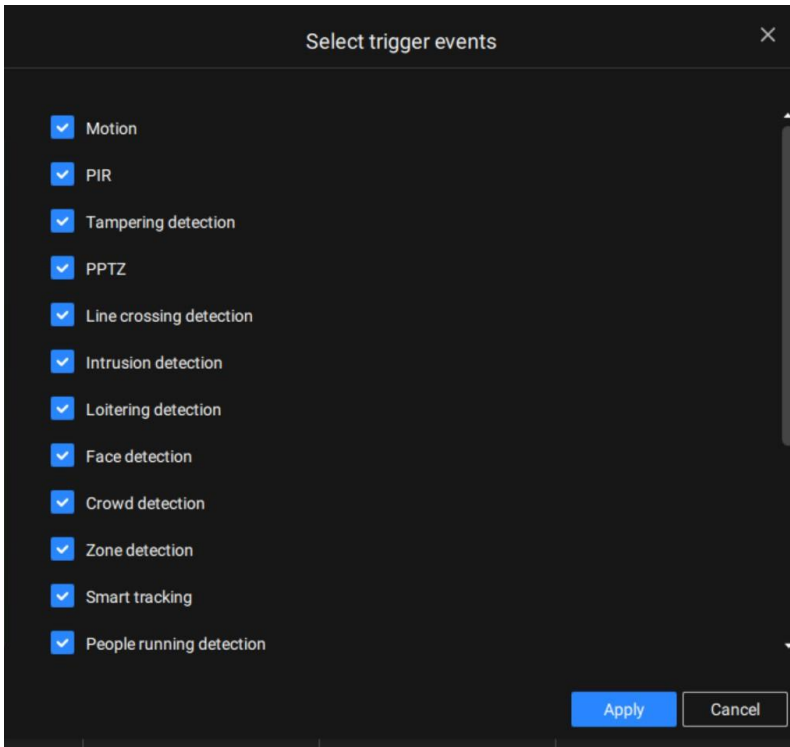 Select trigger events
Motion
PIR
Tampering detection
PPTZ
Line crossing detection
Intrusion detection
Loitering detection
Face detection
Crowd detection
Zone detection
Smart tracking
People running detection
Apply
Cancel